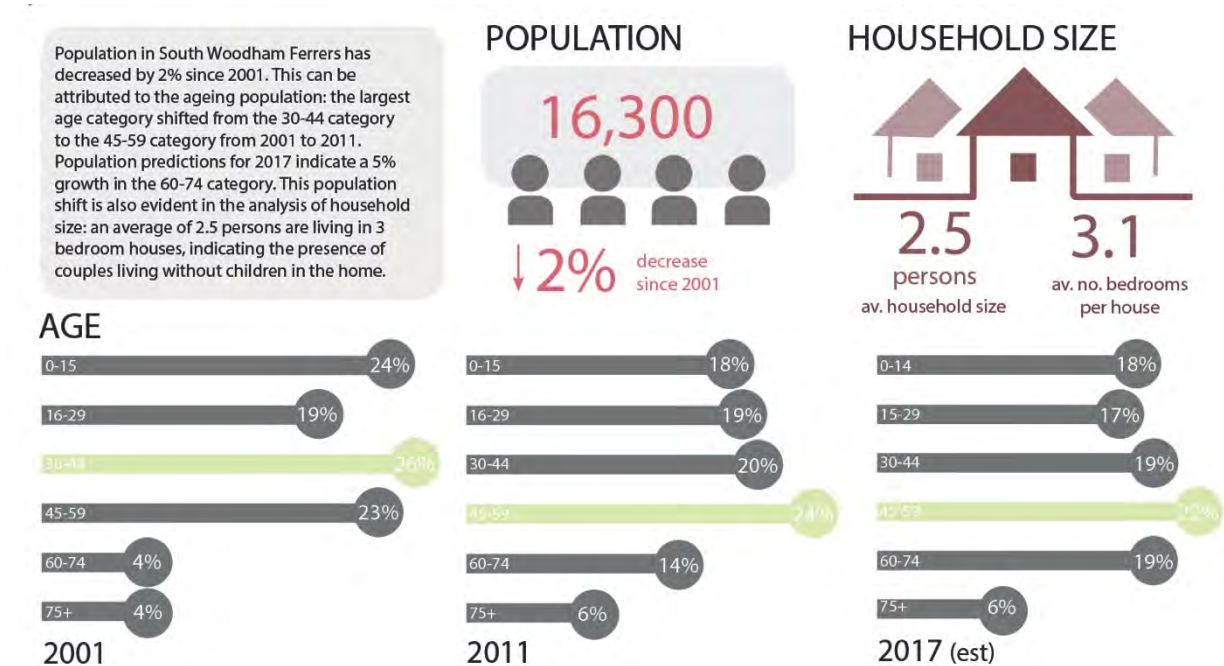 Population in South Woodham Ferrers has
decreased by 2% since 2001. This can be
attributed to the ageing population: the largest
age category shifted from the 30-44 category
to the 45-59 category from 2001 to 2011.
Population predictions for 2017 indicate a 5%
growth in the 60-74 category. This population
shift is also evident in the analysis of household
size: an average of 2.5 persons are living in 3
bedroom houses, indicating the presence of
couples living without children in the home.
POPULATION
16,300
2%
decrease
since 2001
HOUSEHOLD SIZE
2.5
persons
av. household size
3.1
av. no. bedrooms
per house
AGE
0-15 24%
16-29 19%
30-44 26%
45-59 23%
60-74 4%
75+ 4%
2001
0-15 18%
16-29 19%
30-44 20%
45-59 24%
60-74 14%
75+ 6%
2011
0-14 18%
15-29 17%
30-44 19%
45-59
60-74 19%
75+ 6%
2017 (est)